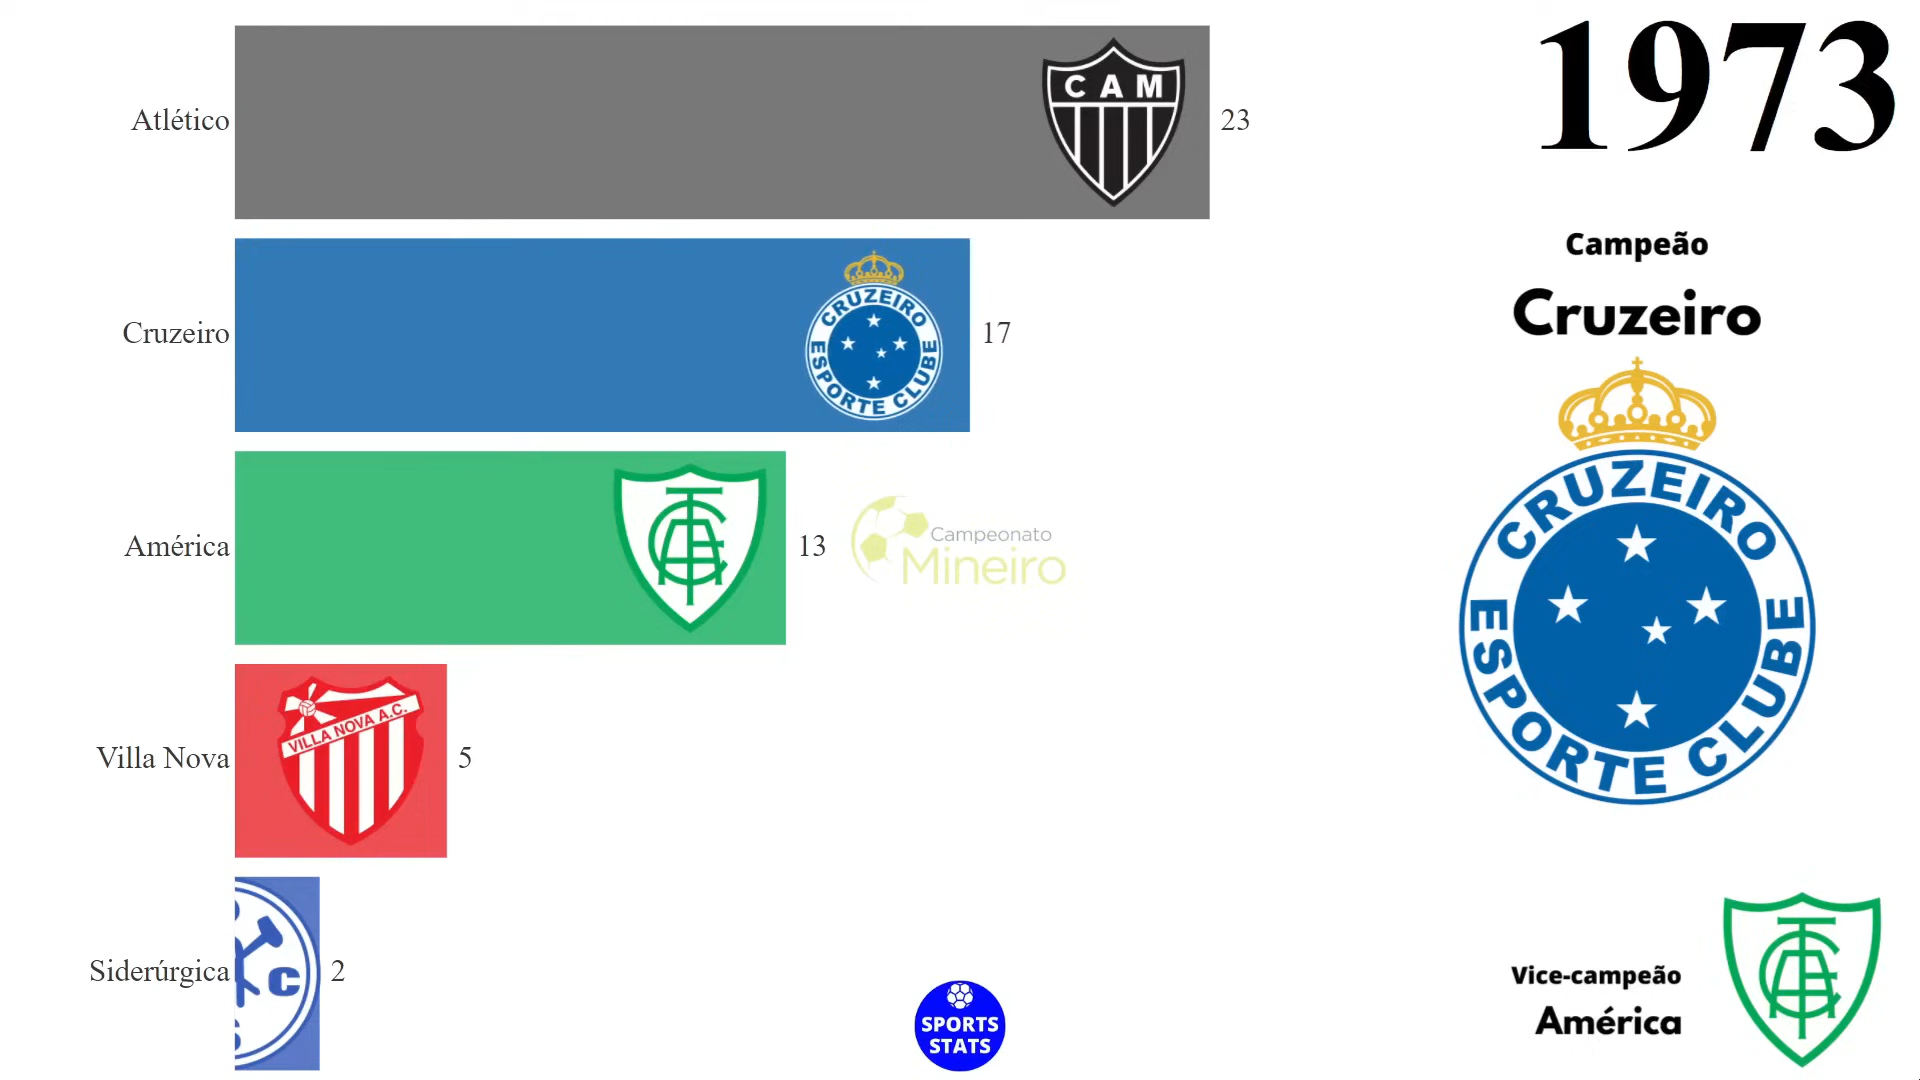 1973
Atlético
CAM
23
Campeão
Cruzeiro
Cruzeiro
CRUZEIRO
ESPORTE CLUBE
17
CRUZEIRO
ESPORTE CLUBE
América
13
Campeonato
Mineiro
Villa Nova
VILLA NOVA A.C.
5
Siderúrgica
C
2
SPORTS
STATS
Vice-campeão
América